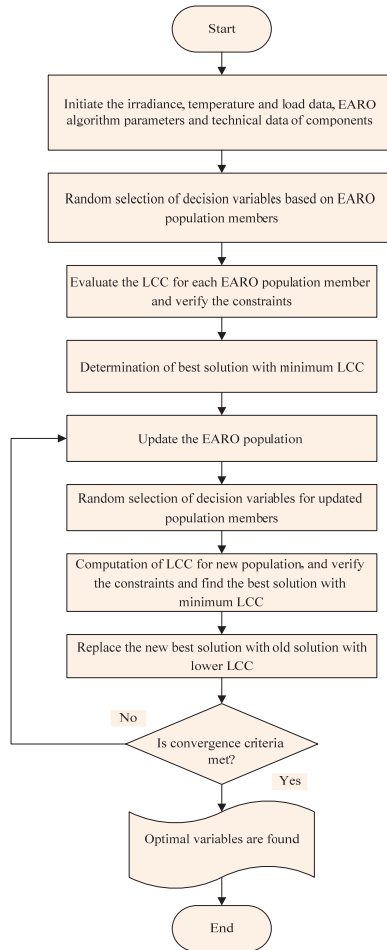 Start
Initiate the irradiance, temperature and load data, EARO
algorithm parameters and technical data of components
Random selection of decision variables based on EARO
population members
Evaluate the LCC for each EARO population member
and verify the constraints
Determination of best solution with minimum LCC
Update the EARO population
Random selection of decision variables for updated
population members
Computation of LCC for new population, and verify
the constraints and find the best solution with
minimum LCC
Replace the new best solution with old solution with
lower LCC
No
Is convergence criteria
met?
Yes
Optimal variables are found
End